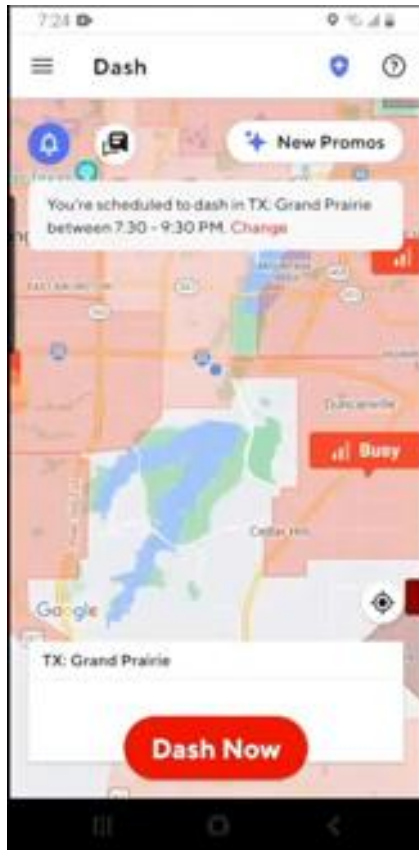 7:24
Dash
New Promos
You're scheduled to dash in TX: Grand Prairie
between 7:30 - 9:30 PM. Change
Duncanville
Busy
Cedar Hill
Google
TX: Grand Prairie
Dash Now